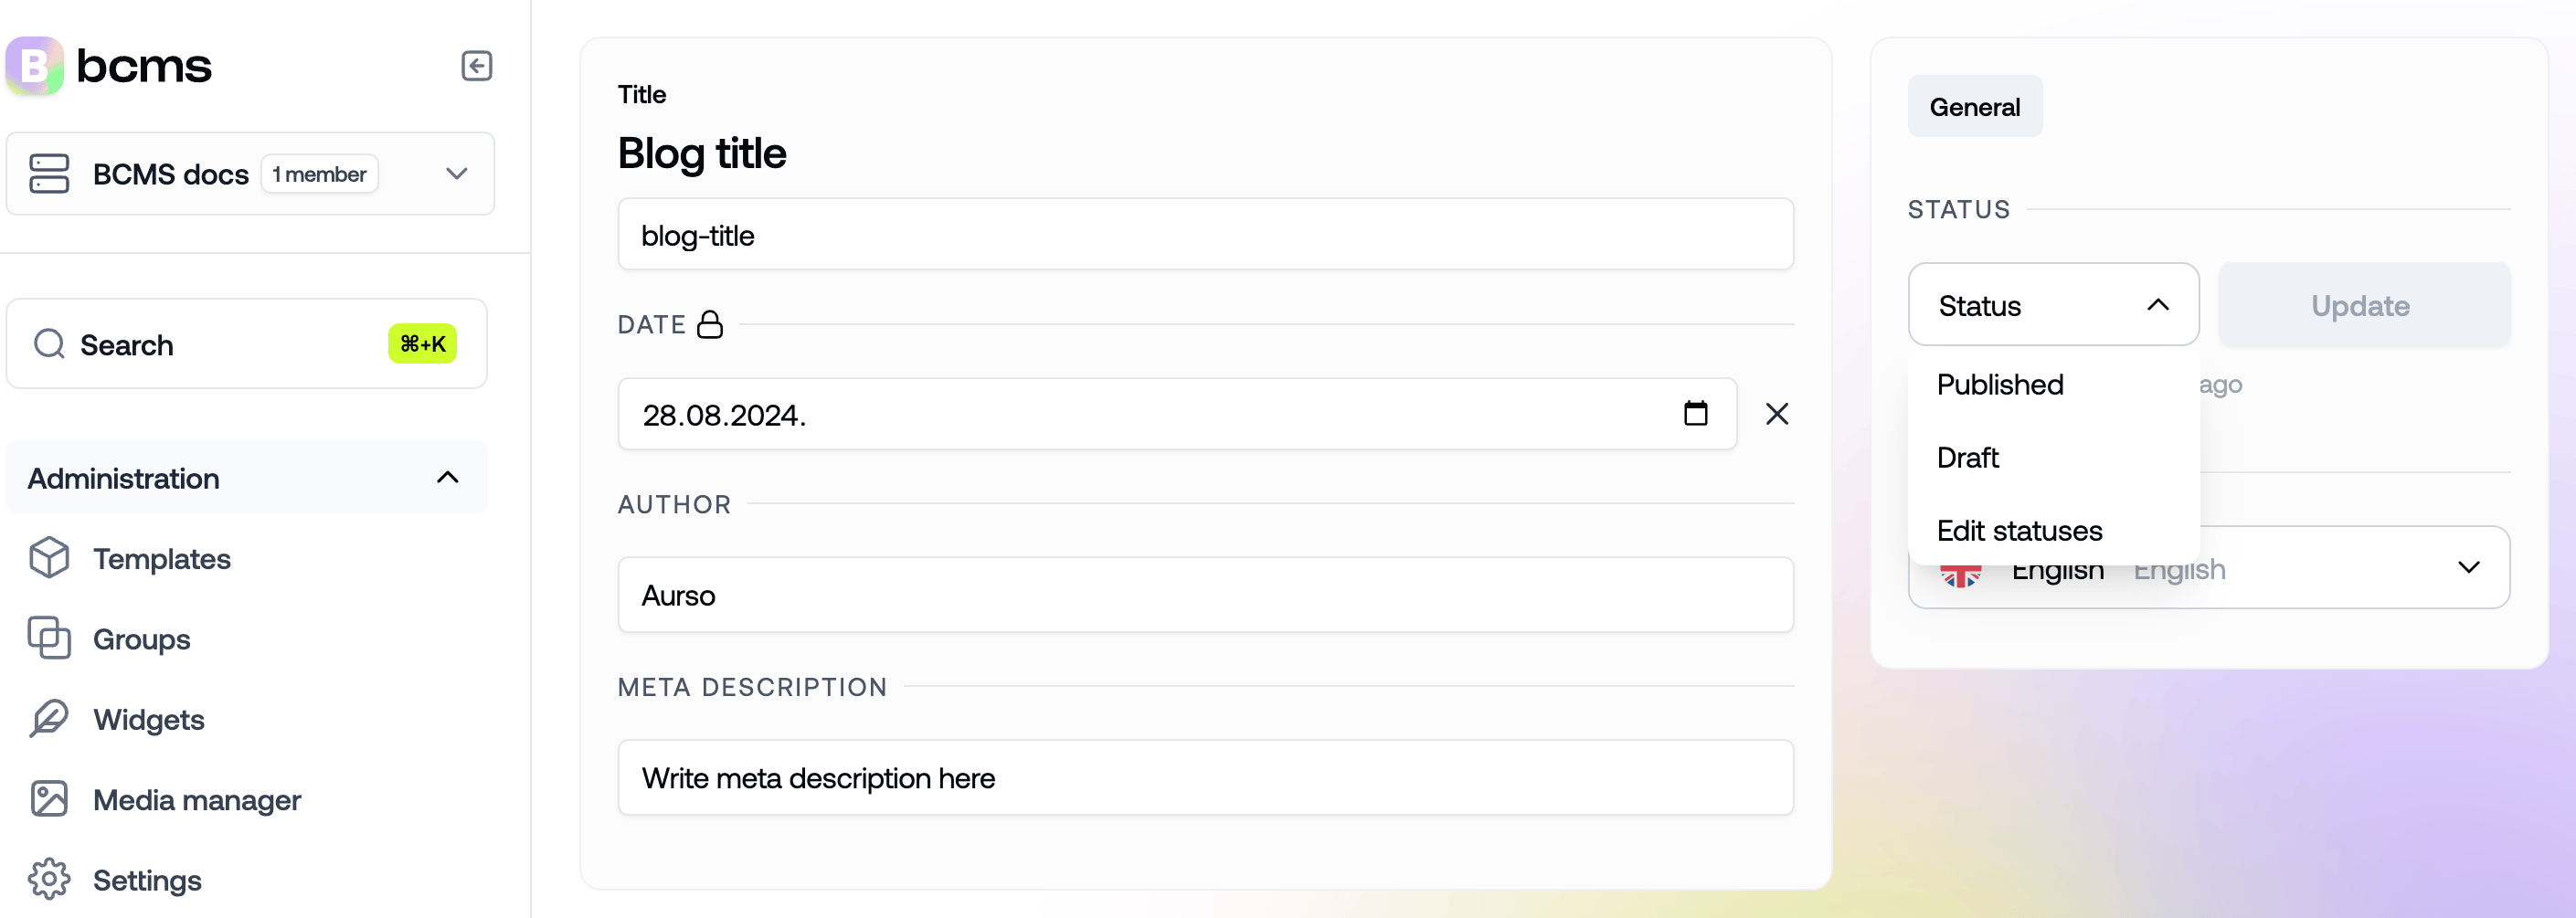 B bcms
BCMS docs 1 member
Search ⌘+K
Administration
Templates
Groups
Widgets
Media manager
Settings
Title
Blog title
blog-title
DATE
28.08.2024.
AUTHOR
Aurso
META DESCRIPTION
Write meta description here
General
STATUS
Status Update
Published
ago
Draft
Edit statuses
English English